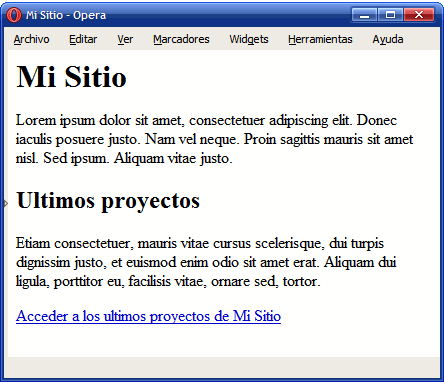 Mi Sitio - Opera
Archivo Editar Ver Marcadores Widgets Herramientas Ayuda
Mi Sitio
Lorem ipsum dolor sit amet, consectetuer adipiscing elit. Donec
iaculis posuere justo. Nam vel neque. Proin sagittis mauris sit amet
nisl. Sed ipsum. Aliquam vitae justo.
Ultimos proyectos
Etiam consectetuer, mauris vitae cursus scelerisque, dui turpis
dignissim justo, et euismod enim odio sit amet erat. Aliquam dui
ligula, porttitor eu, facilisis vitae, ornare sed, tortor.
Acceder a los ultimos proyectos de Mi Sitio